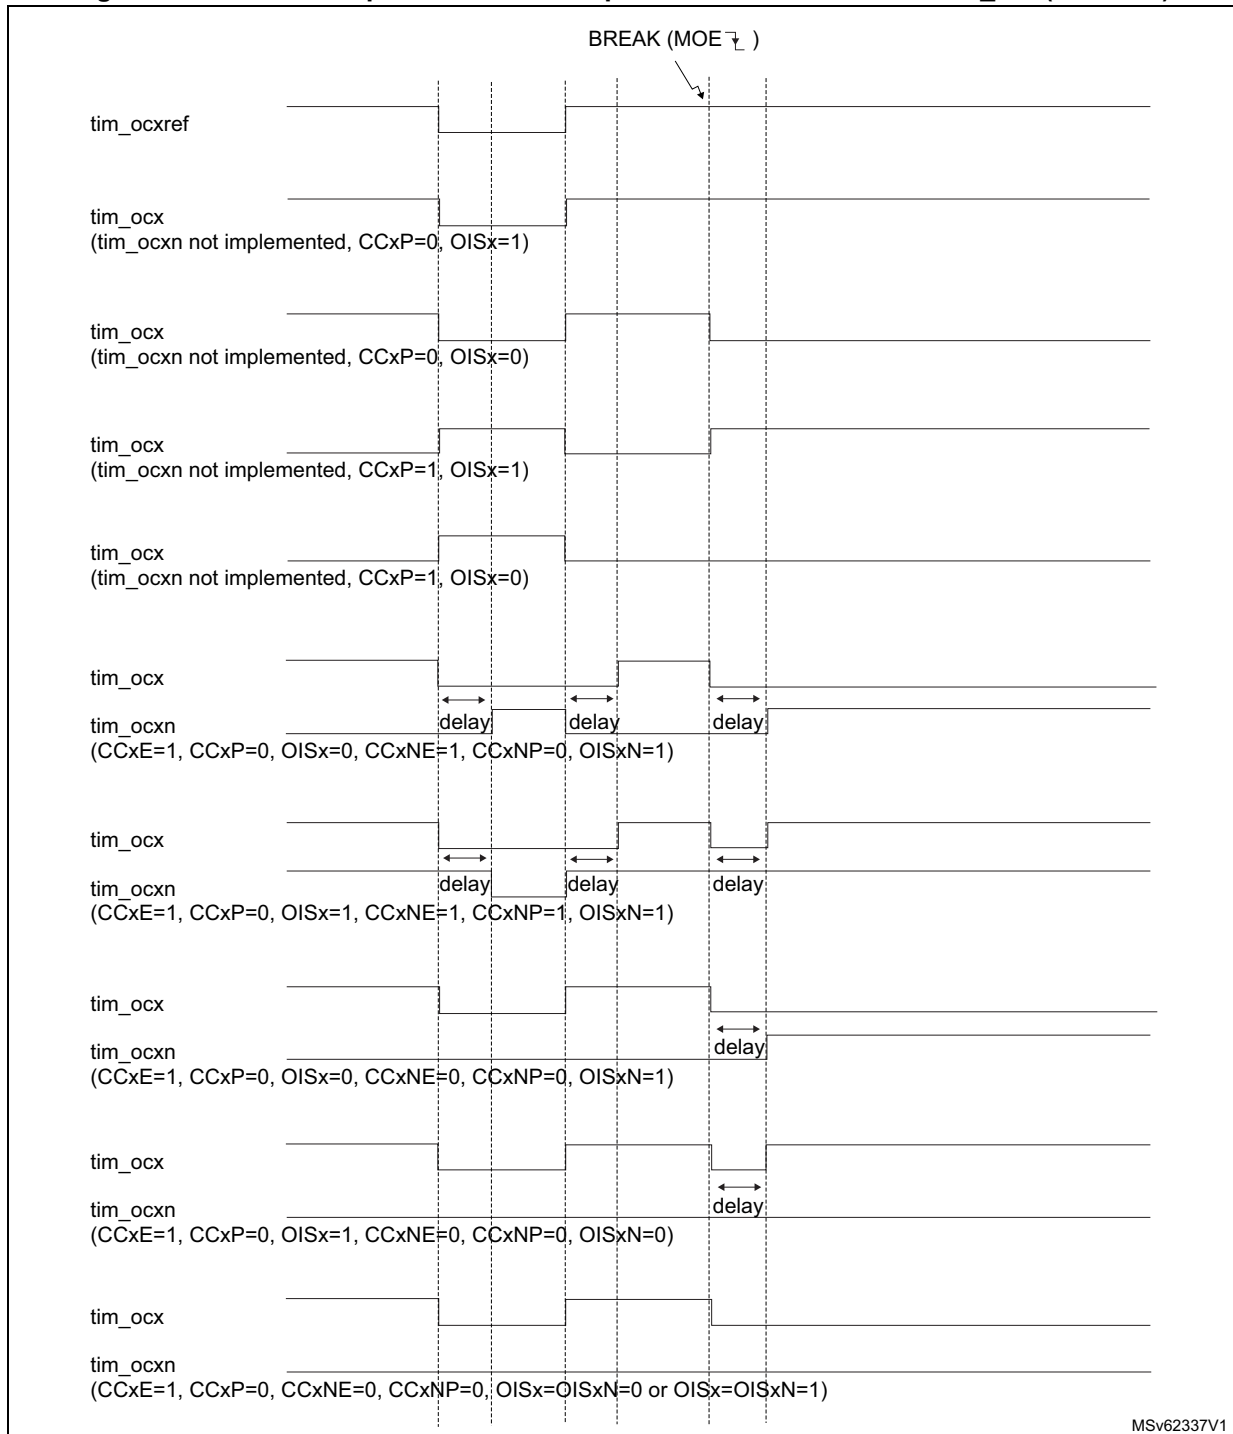 BREAK (MOE )
tim_ocxref
tim_ocx
(tim_ocxn not implemented, CCxP=0, OISx=1)
tim_ocx
(tim_ocxn not implemented, CCxP=0, OISx=0)
tim_ocx
(tim_ocxn not implemented, CCxP=1, OISx=1)
tim_ocx
(tim_ocxn not implemented, CCxP=1, OISx=0)
tim_ocx
tim_ocxn delay delay delay
(CCxE=1, CCxP=0, OISx=0, CCxNE=1, CCxNP=0, OISxN=1)
tim_ocx
tim_ocxn delay delay delay
(CCxE=1, CCxP=0, OISx=1, CCxNE=1, CCxNP=1, OISxN=1)
tim_ocx
tim_ocxn delay
(CCxE=1, CCxP=0, OISx=0, CCxNE=0, CCxNP=0, OISxN=1)
tim_ocx
tim_ocxn delay
(CCxE=1, CCxP=0, OISx=1, CCxNE=0, CCxNP=0, OISxN=0)
tim_ocx
tim_ocxn
(CCxE=1, CCxP=0, CCxNE=0, CCxNP=0, OISx=OISxN=0 or OISx=OISxN=1)
MSv62337V1